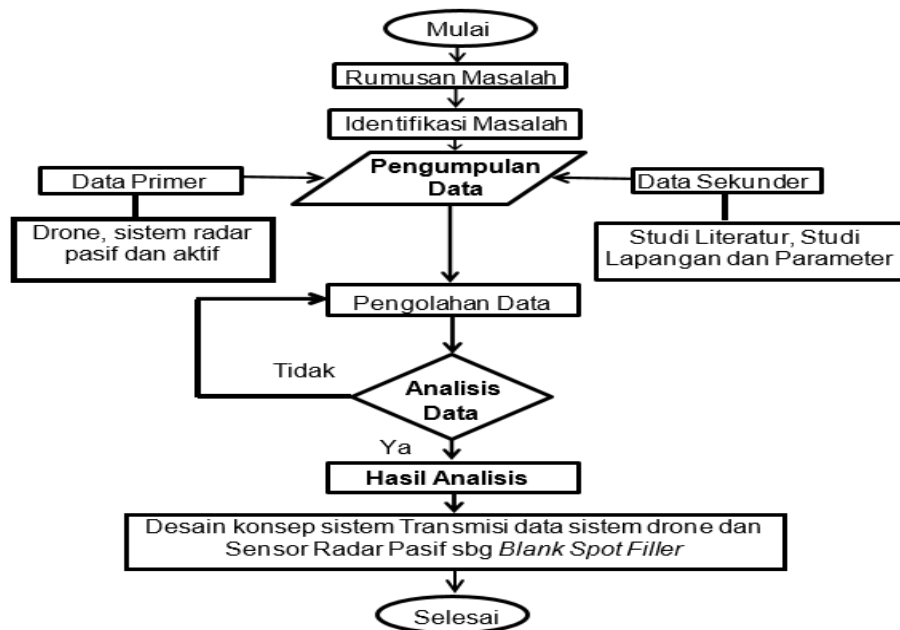 Mulai
Rumusan Masalah
Identifikasi Masalah
Pengumpulan
Data
Data Primer
Data Sekunder
Drone, sistem radar
pasif dan aktif
Studi Literatur, Studi
Lapangan dan Parameter
Pengolahan Data
Tidak
Analisis
Data
Ya
Hasil Analisis
Desain konsep sistem Transmisi data sistem drone dan
Sensor Radar Pasif sbg Blank Spot Filler
Selesai